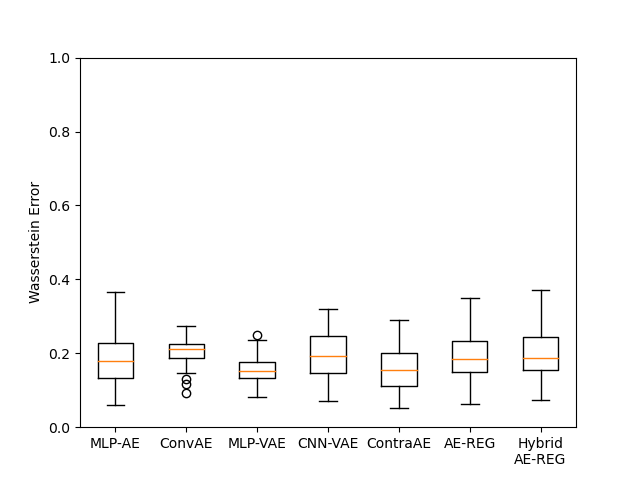 1.0
0.8
0.6
0.4
0.2
0.0
Wasserstein Error
MLP-AE ConvAE MLP-VAE CNN-VAE ContraAE AE-REG Hybrid
AE-REG